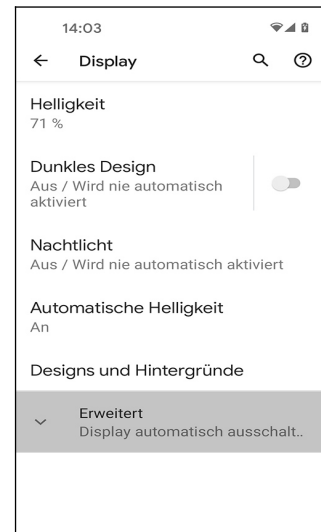 14:03
Display
Helligkeit
71 %
Dunkles Design
Aus / Wird nie automatisch
aktiviert
Nachtlicht
Aus / Wird nie automatisch aktiviert
Automatische Helligkeit
An
Designs und Hintergründe
Erweitert
Display automatisch ausschalt..